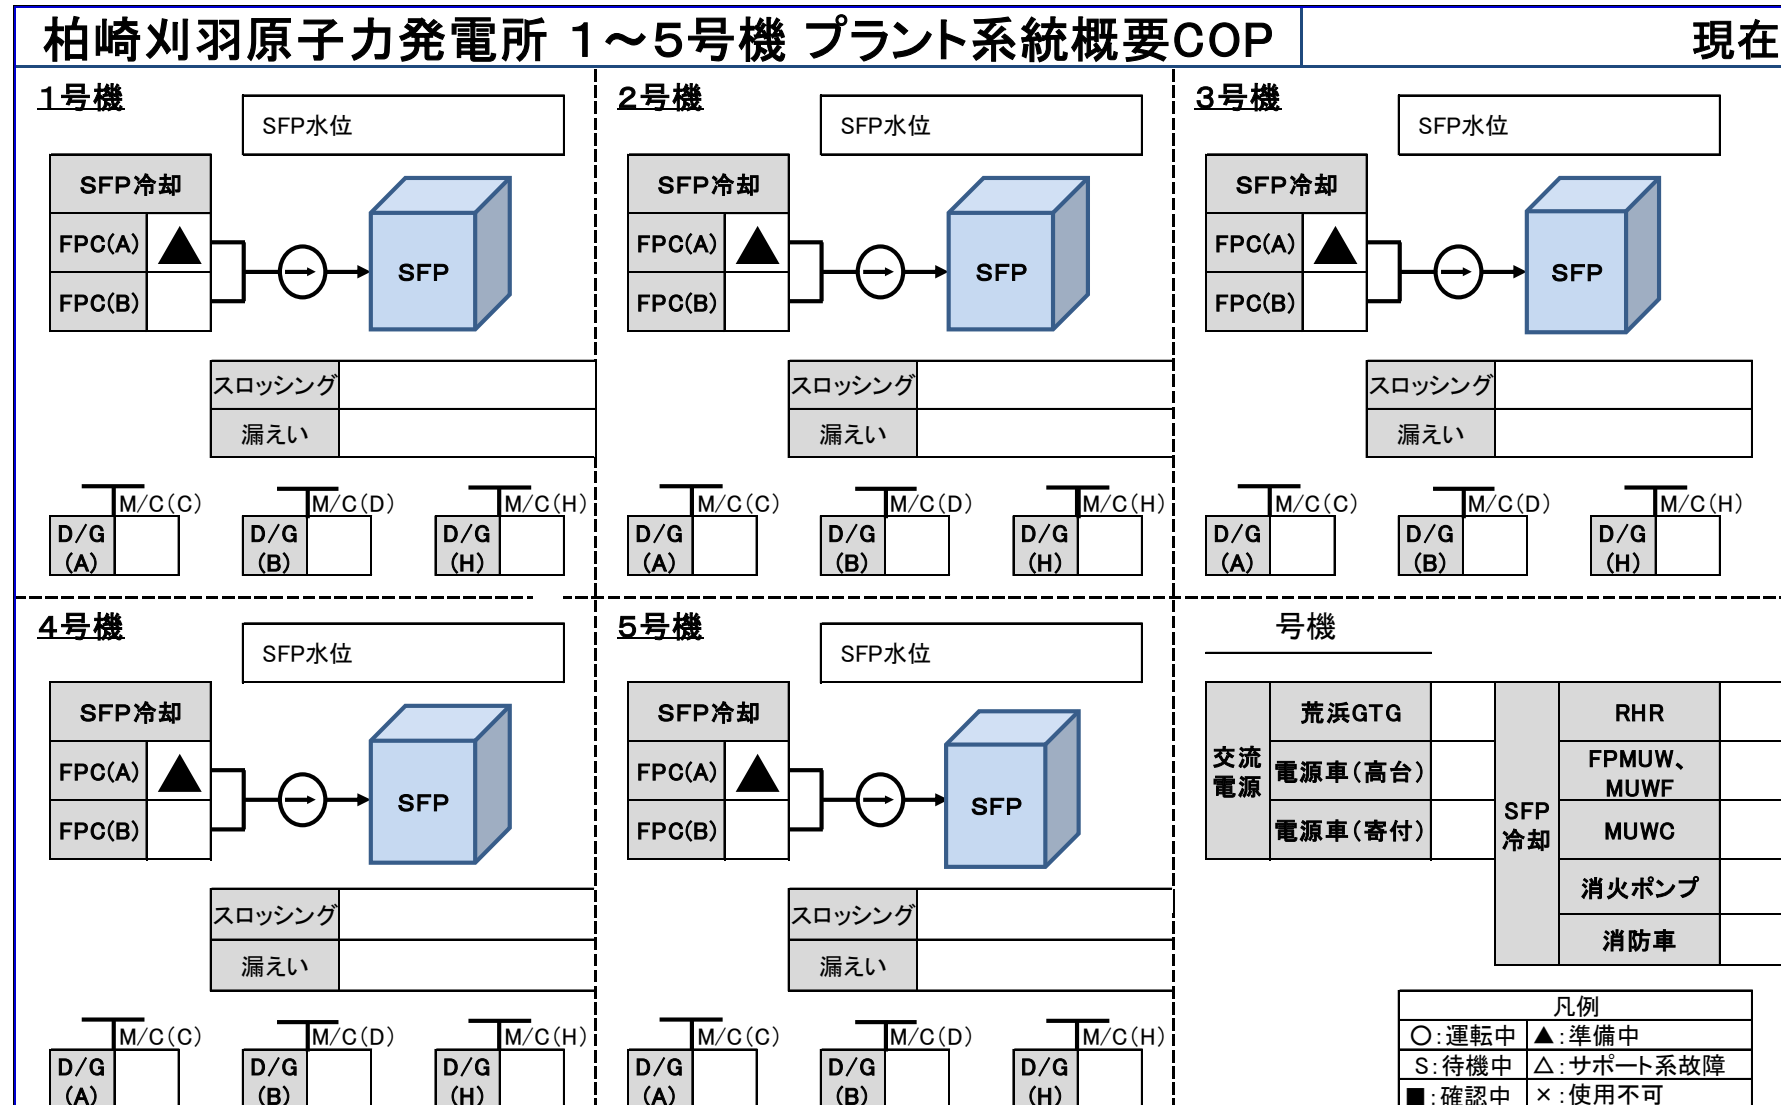 柏崎刈羽原子力発電所 1～5号機 プラント系統概要COP
現在
1号機
SFP水位
SFP冷却
FPC(A) ▲
FPC(B)
SFP
スロッシング
漏えい
M/C(C)
M/C(D)
M/C(H)
D/G
(A)
D/G
(B)
D/G
(H)
2号機
SFP水位
SFP冷却
FPC(A) ▲
FPC(B)
SFP
スロッシング
漏えい
M/C(C)
M/C(D)
M/C(H)
D/G
(A)
D/G
(B)
D/G
(H)
3号機
SFP水位
SFP冷却
FPC(A) ▲
FPC(B)
SFP
スロッシング
漏えい
M/C(C)
M/C(D)
M/C(H)
D/G
(A)
D/G
(B)
D/G
(H)
4号機
SFP水位
SFP冷却
FPC(A) ▲
FPC(B)
SFP
スロッシング
漏えい
M/C(C)
M/C(D)
M/C(H)
D/G
(A)
D/G
(B)
D/G
(H)
5号機
SFP水位
SFP冷却
FPC(A) ▲
FPC(B)
SFP
スロッシング
漏えい
M/C(C)
M/C(D)
M/C(H)
D/G
(A)
D/G
(B)
D/G
(H)
号機
交流
電源
荒浜GTG
電源車(高台)
電源車(寄付)
SFP
冷却
RHR
FPMUW、
MUWF
MUWC
消火ポンプ
消防車
凡例
○:運転中 ▲:準備中
S:待機中 △:サポート系故障
■:確認中 ×:使用不可